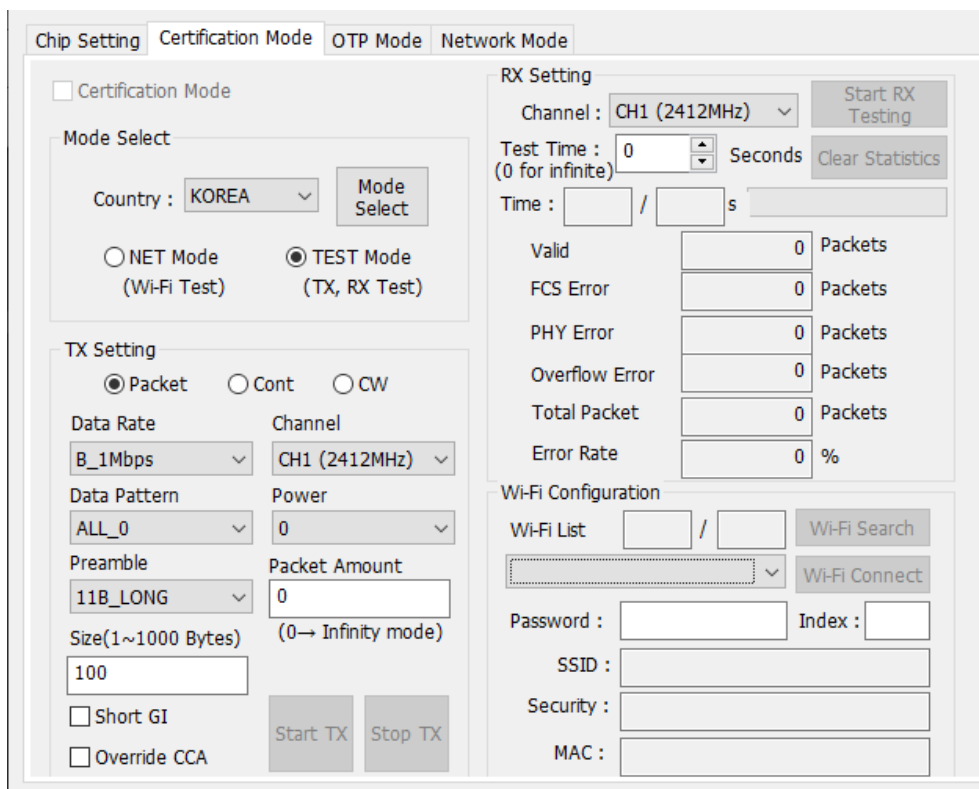 Chip Setting Certification Mode OTP Mode Network Mode
Certification Mode
Mode Select
Country : KOREA
Mode
Select
NET Mode
(Wi-Fi Test)
TEST Mode
(TX, RX Test)
TX Setting
Packet Cont CW
Data Rate
B_1Mbps
Channel
CH1 (2412MHz)
Data Pattern
ALL_0
Power
0
Preamble
11B_LONG
Packet Amount
0
(0→ Infinity mode)
Size(1~1000 Bytes)
100
Short GI
Override CCA
Start TX
Stop TX
RX Setting
Channel : CH1 (2412MHz)
Start RX
Testing
Test Time :
(0 for infinite)
0
Seconds
Clear Statistics
Time : / s
Valid 0 Packets
FCS Error 0 Packets
PHY Error 0 Packets
Overflow Error 0 Packets
Total Packet 0 Packets
Error Rate 0 %
Wi-Fi Configuration
Wi-Fi List / Wi-Fi Search
Wi-Fi Connect
Password : Index :
SSID :
Security :
MAC :